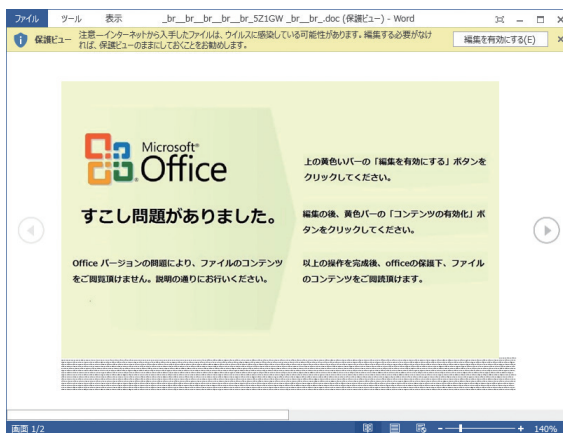 ファイル ツール 表示 _br__br__br__br__br_5Z1GW _br__br_.doc (保護ビュー) - Word
保護ビュー 注意―インターネットから入手したファイルは、ウイルスに感染している可能性があります。編集する必要がなけ
れば、保護ビューのままにしておくことをお勧めします。
編集を有効にする(E)
Microsoft®
Office
すこし問題がありました。
Office バージョンの問題により、ファイルのコンテンツ
をご閲覧頂けません。説明の通りにお行いください。
上の黄色いバーの「編集を有効にする」ボタンを
クリックしてください。
編集の後、黄色バーの「コンテンツの有効化」ボ
タンをクリックしてください。
以上の操作を完成後、officeの保護下、ファイル
のコンテンツをご閲読頂けます。
画面 1/2
140%